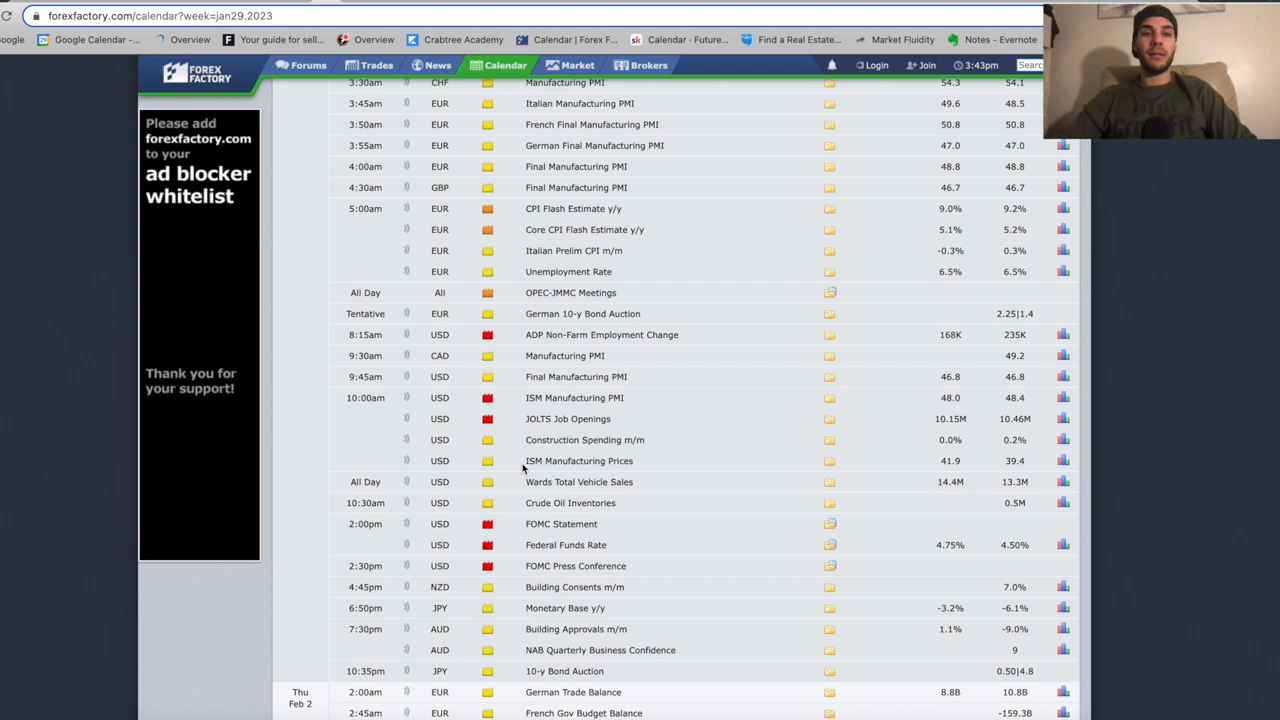 forexfactory.com/calendar?week=jan29.2023
oogle Google Calendar -... Overview Your guide for sell... Overview Crabtree Academy Calendar | Forex F... Calendar - Future... Find a Real Estate... Market Fluidity Notes - Evernote
FOREX FACTORY Forums Trades News Calendar Market Brokers Login Join 3:43pm Searc
Please add
forexfactory.com
to your
ad blocker
whitelist
Thank you for
your support!
3:30am CHF Manufacturing PMI 54.3 54.1
3:45am EUR Italian Manufacturing PMI 49.6 48.5
3:50am EUR French Final Manufacturing PMI 50.8 50.8
3:55am EUR German Final Manufacturing PMI 47.0 47.0
4:00am EUR Final Manufacturing PMI 48.8 48.8
4:30am GBP Final Manufacturing PMI 46.7 46.7
5:00am EUR CPI Flash Estimate y/y 9.0% 9.2%
EUR Core CPI Flash Estimate y/y 5.1% 5.2%
EUR Italian Prelim CPI m/m -0.3% 0.3%
EUR Unemployment Rate 6.5% 6.5%
All Day All OPEC-JMMC Meetings
Tentative EUR German 10-y Bond Auction 2.25|1.4
8:15am USD ADP Non-Farm Employment Change 168K 235K
9:30am CAD Manufacturing PMI 49.2
9:45am USD Final Manufacturing PMI 46.8 46.8
10:00am USD ISM Manufacturing PMI 48.0 48.4
USD JOLTS Job Openings 10.15M 10.46M
USD Construction Spending m/m 0.0% 0.2%
USD ISM Manufacturing Prices 41.9 39.4
All Day USD Wards Total Vehicle Sales 14.4M 13.3M
10:30am USD Crude Oil Inventories 0.5M
2:00pm USD FOMC Statement
USD Federal Funds Rate 4.75% 4.50%
2:30pm USD FOMC Press Conference
4:45pm NZD Building Consents m/m 7.0%
6:50pm JPY Monetary Base y/y -3.2% -6.1%
7:30pm AUD Building Approvals m/m 1.1% -9.0%
AUD NAB Quarterly Business Confidence 9
10:35pm JPY 10-y Bond Auction 0.50|4.8
Thu Feb 2 2:00am EUR German Trade Balance 8.8B 10.8B
2:45am EUR French Gov Budget Balance -159.3B